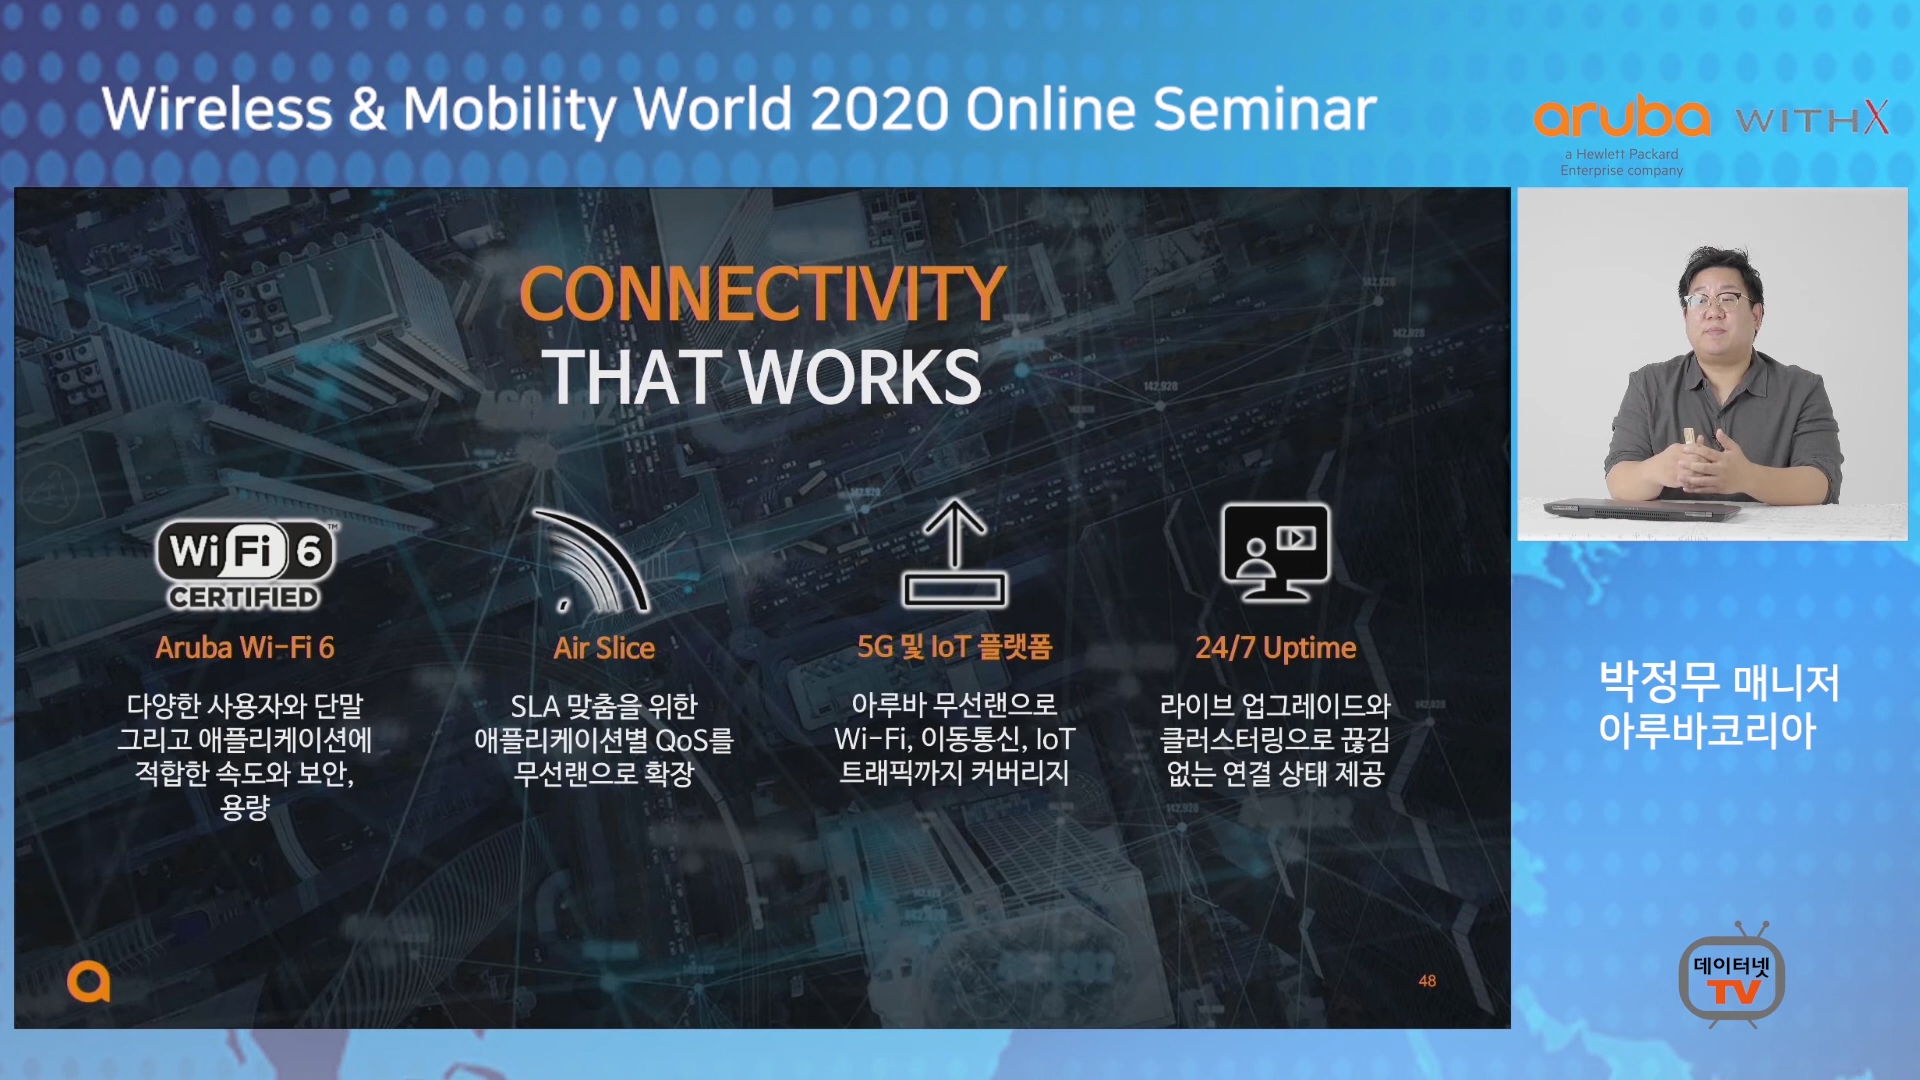 Wireless & Mobility World 2020 Online Seminar
aruba
a Hewlett Packard
Enterprise company
WITHX
CONNECTIVITY
THAT WORKS
Wi Fi 6 ™
CERTIFIED
Aruba Wi-Fi 6
다양한 사용자와 단말
그리고 애플리케이션에
적합한 속도와 보안,
용량
Air Slice
SLA 맞춤을 위한
애플리케이션별 QoS를
무선랜으로 확장
5G 및 IoT 플랫폼
아루바 무선랜으로
Wi-Fi, 이동통신, IoT
트래픽까지 커버리지
24/7 Uptime
라이브 업그레이드와
클러스터링으로 끊김
없는 연결 상태 제공
142,928
48
박정무 매니저
아루바코리아
데이터넷
TV